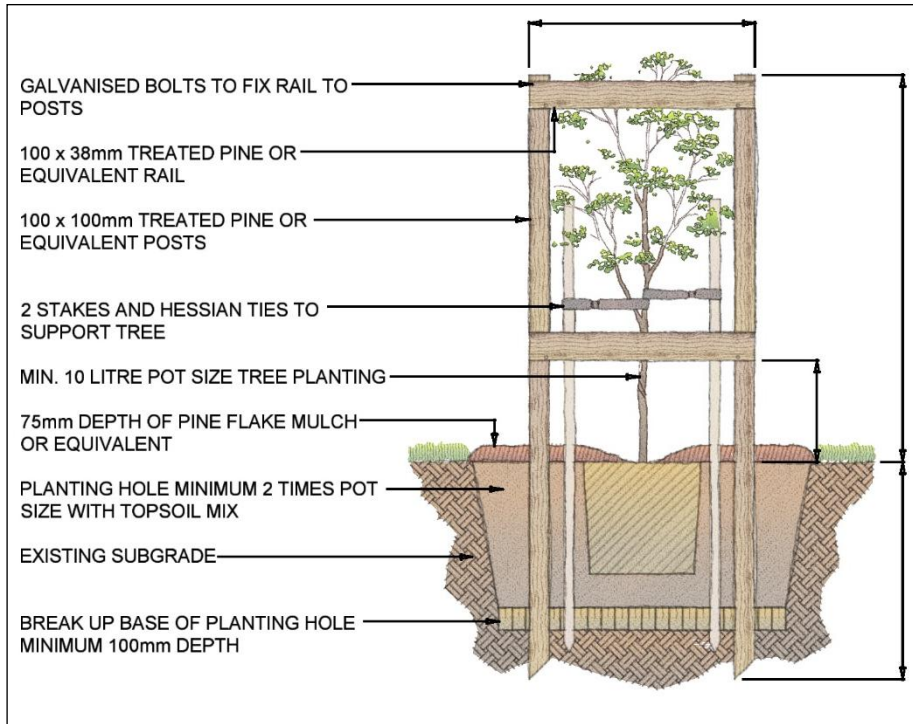 GALVANISED BOLTS TO FIX RAIL TO
POSTS
100 x 38mm TREATED PINE OR
EQUIVALENT RAIL
100 x 100mm TREATED PINE OR
EQUIVALENT POSTS
2 STAKES AND HESSIAN TIES TO
SUPPORT TREE
MIN. 10 LITRE POT SIZE TREE PLANTING
75mm DEPTH OF PINE FLAKE MULCH
OR EQUIVALENT
PLANTING HOLE MINIMUM 2 TIMES POT
SIZE WITH TOPSOIL MIX
EXISTING SUBGRADE
BREAK UP BASE OF PLANTING HOLE
MINIMUM 100mm DEPTH